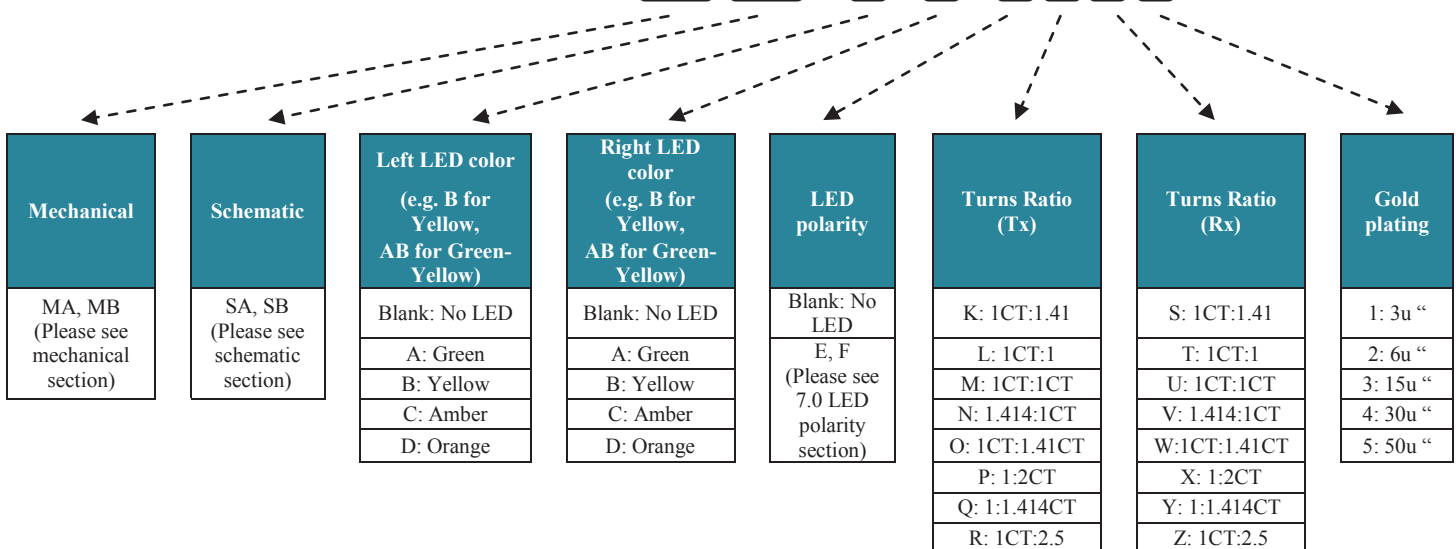 Mechanical
MA, MB
(Please see
mechanical
section)
Schematic
SA, SB
(Please see
schematic
section)
Left LED color
(e.g. B for
Yellow,
AB for Green-
Yellow)
Blank: No LED
A: Green
B: Yellow
C: Amber
D: Orange
Right LED
color
(e.g. B for
Yellow,
AB for Green-
Yellow)
Blank: No LED
A: Green
B: Yellow
C: Amber
D: Orange
LED
polarity
Blank: No
LED
E, F
(Please see
7.0 LED
polarity
section)
Turns Ratio
(Tx)
K: 1CT:1.41
L: 1CT:1
M: 1CT:1CT
N: 1.414:1CT
O: 1CT:1.41CT
P: 1:2CT
Q: 1:1.414CT
R: 1CT:2.5
Turns Ratio
(Rx)
S: 1CT:1.41
T: 1CT:1
U: 1CT:1CT
V: 1.414:1CT
W:1CT:1.41CT
X: 1:2CT
Y: 1:1.414CT
Z: 1CT:2.5
Gold
plating
1: 3u “
2: 6u “
3: 15u “
4: 30u “
5: 50u “